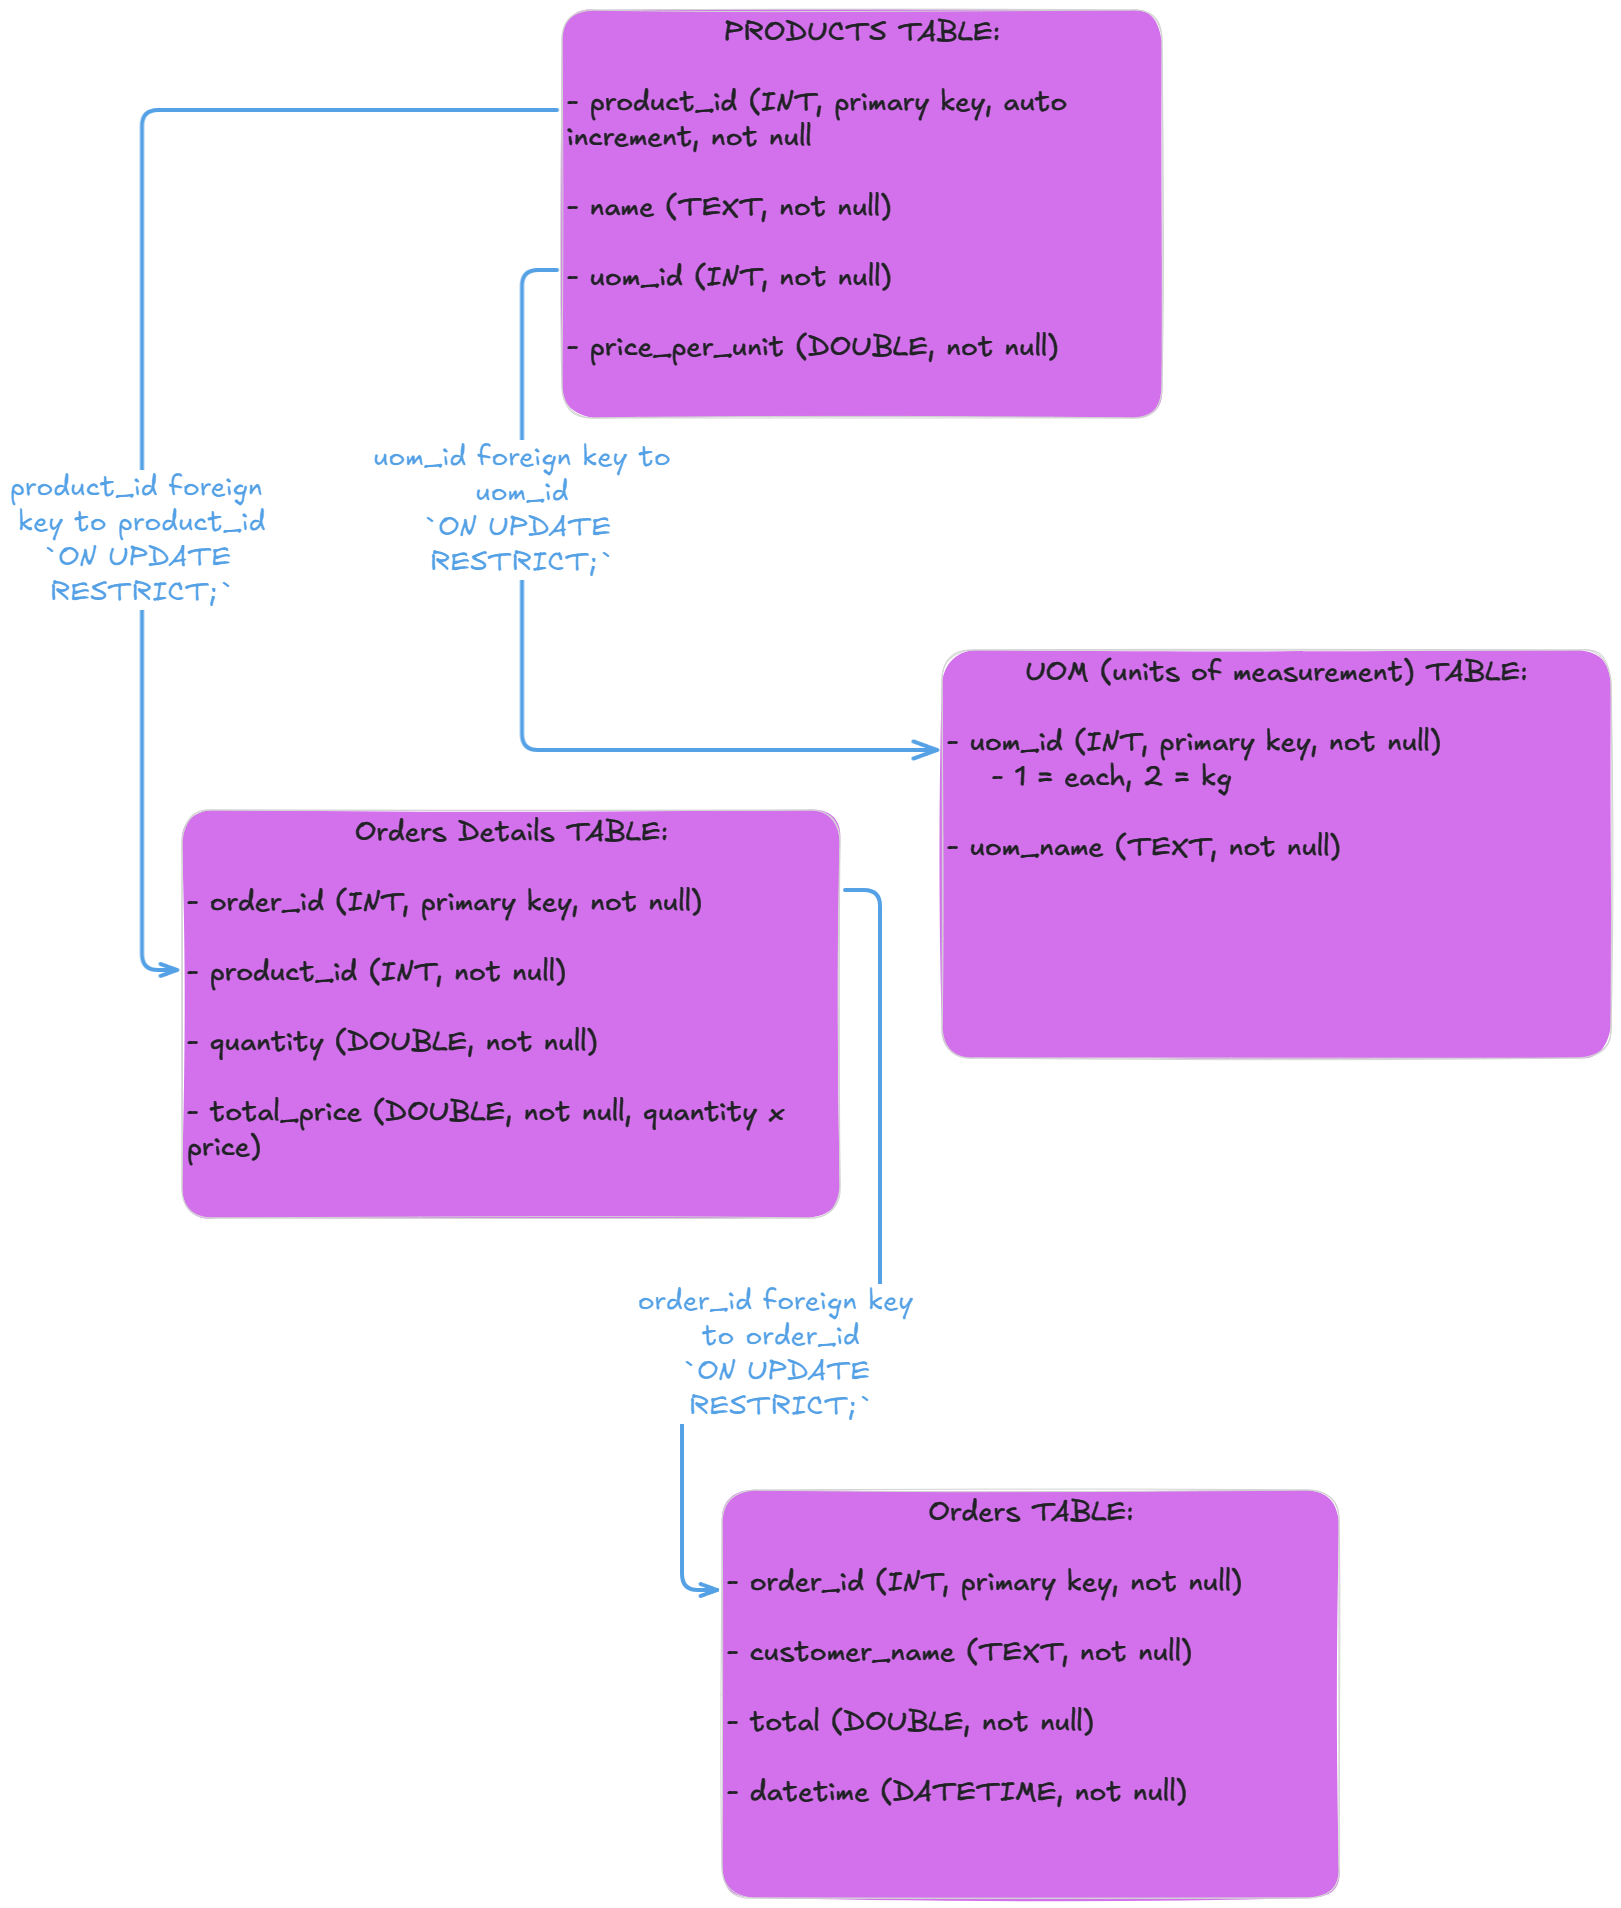 PRODUCTS TABLE:
- product_id (INT, primary key, auto
increment, not null
- name (TEXT, not null)
- uom_id (INT, not null)
- price_per_unit (DOUBLE, not null)
product_id foreign
key to product_id
`ON UPDATE
RESTRICT;`
uom_id foreign key to
uom_id
`ON UPDATE
RESTRICT;`
UOM (units of measurement) TABLE:
- uom_id (INT, primary key, not null)
- 1 = each, 2 = kg
- uom_name (TEXT, not null)
Orders Details TABLE:
- order_id (INT, primary key, not null)
- product_id (INT, not null)
- quantity (DOUBLE, not null)
- total_price (DOUBLE, not null, quantity x
price)
order_id foreign key
to order_id
`ON UPDATE
RESTRICT;`
Orders TABLE:
- order_id (INT, primary key, not null)
- customer_name (TEXT, not null)
- total (DOUBLE, not null)
- datetime (DATETIME, not null)